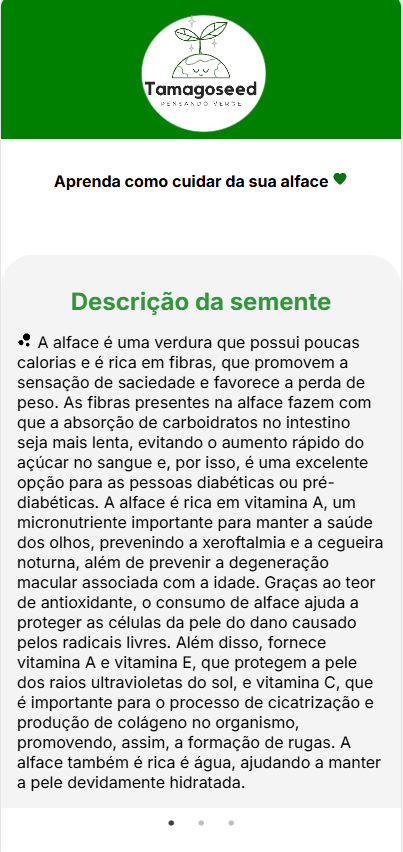 Tamagoseed
PENSANDO VERDE
Aprenda como cuidar da sua alface
Descrição da semente
A alface é uma verdura que possui poucas
calorias e é rica em fibras, que promovem a
sensação de saciedade e favorece a perda de
peso. As fibras presentes na alface fazem com
que a absorção de carboidratos no intestino
seja mais lenta, evitando o aumento rápido do
açúcar no sangue e, por isso, é uma excelente
opção para as pessoas diabéticas ou pré-
diabéticas. A alface é rica em vitamina A, um
micronutriente importante para manter a saúde
dos olhos, prevenindo a xeroftalmia e a cegueira
noturna, além de prevenir a degeneração
macular associada com a idade. Graças ao teor
de antioxidante, o consumo de alface ajuda a
proteger as células da pele do dano causado
pelos radicais livres. Além disso, fornece
vitamina A e vitamina E, que protegem a pele
dos raios ultravioletas do sol, e vitamina C, que
é importante para o processo de cicatrização e
produção de colágeno no organismo,
promovendo, assim, a formação de rugas. A
alface também é rica é água, ajudando a manter
a pele devidamente hidratada.